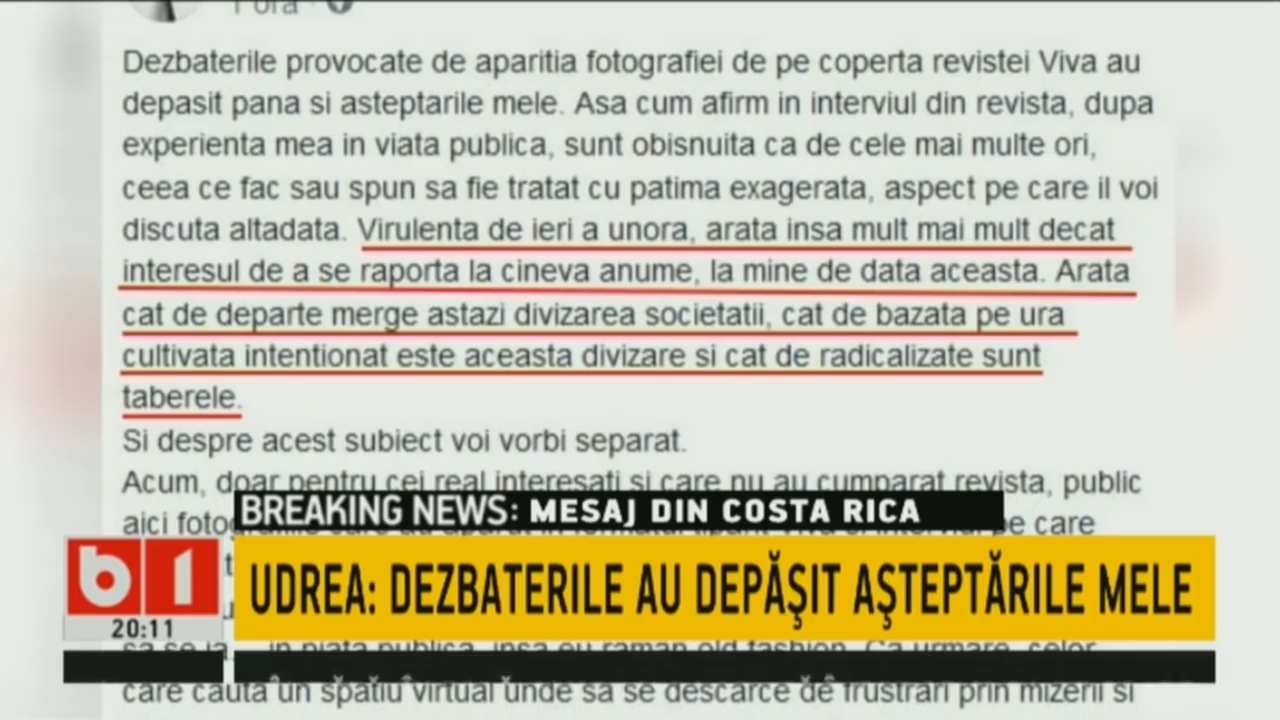 1 oră
Dezbaterile provocate de aparitia fotografiei de pe coperta revistei Viva au
depasit pana si asteptarile mele. Asa cum afirm in interviul din revista, dupa
experienta mea in viata publica, sunt obisnuita ca de cele mai multe ori,
ceea ce fac sau spun sa fie tratat cu patima exagerata, aspect pe care il voi
discuta altadata. Virulenta de ieri a unora, arata insa mult mai mult decat
interesul de a se raporta la cineva anume, la mine de data aceasta. Arata
cat de departe merge astazi divizarea societatii, cat de bazata pe ura
cultivata intentionat este aceasta divizare si cat de radicalizate sunt
taberele.
Si despre acest subiect voi vorbi separat.
Acum, doar pentru cei real interesati si care nu au cumparat revista, public
aici pe care
BREAKING NEWS: MESAJ DIN COSTA RICA
b1
20:11
UDREA: DEZBATERILE AU DEPĂŞIT AŞTEPTĂRILE MELE
in piata publica, insa eu raman old fashion. Ca urmare, celor
care cauta un spatiu virtual unde sa se descarce de frustrari prin mizerii si